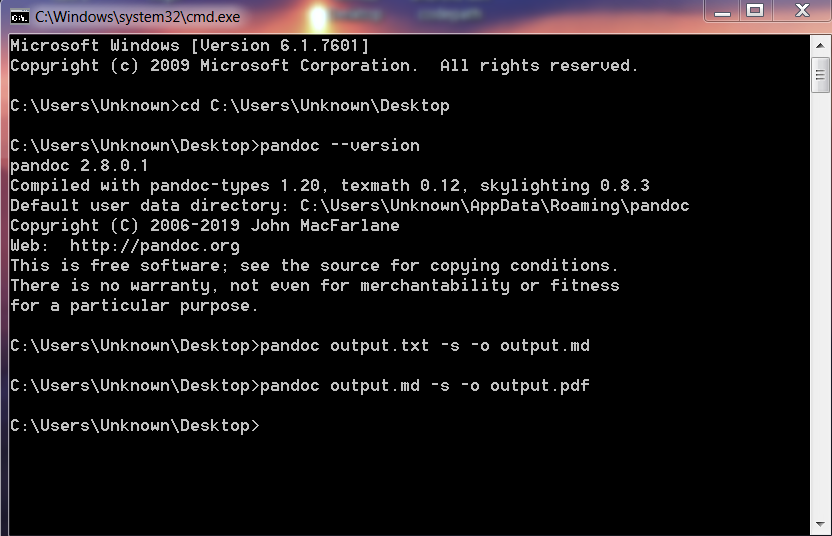 C:\Windows\system32\cmd.exe
Microsoft Windows [Version 6.1.7601]
Copyright (c) 2009 Microsoft Corporation.  All rights reserved.
C:\Users\Unknown>cd C:\Users\Unknown\Desktop
C:\Users\Unknown\Desktop>pandoc --version
pandoc 2.8.0.1
Compiled with pandoc-types 1.20, texmath 0.12, skylighting 0.8.3
Default user data directory: C:\Users\Unknown\AppData\Roaming\pandoc
Copyright (C) 2006-2019 John MacFarlane
Web:  http://pandoc.org
This is free software; see the source for copying conditions.
There is no warranty, not even for merchantability or fitness
for a particular purpose.
C:\Users\Unknown\Desktop>pandoc output.txt -s -o output.md
C:\Users\Unknown\Desktop>pandoc output.md -s -o output.pdf
C:\Users\Unknown\Desktop>